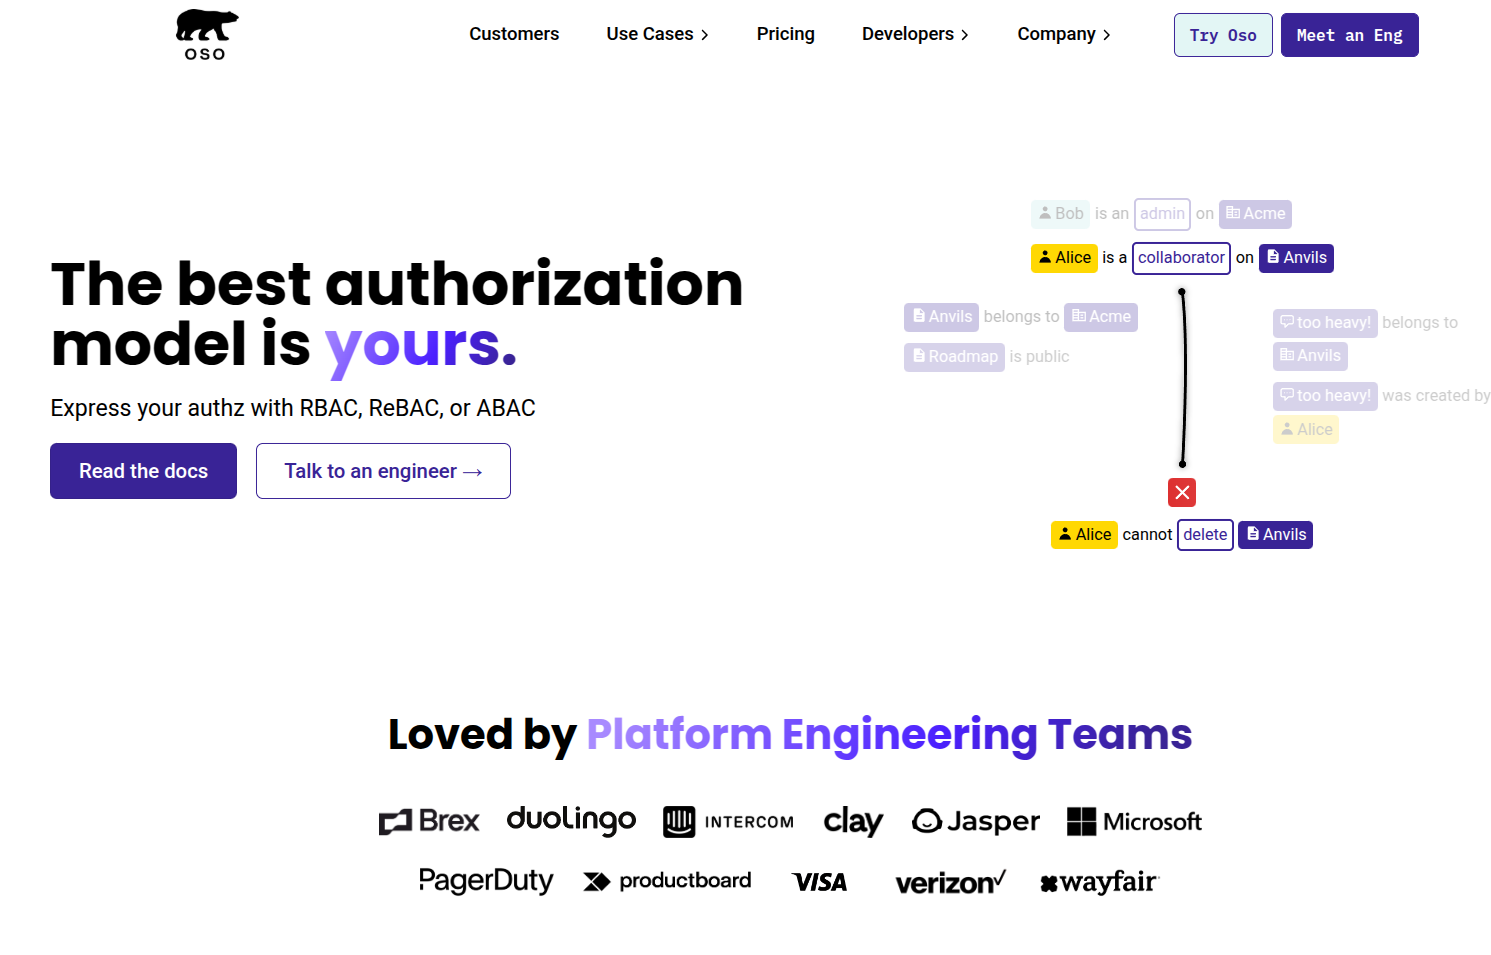 OSO
Customers
Use Cases
Pricing
Developers
Company
Try Oso
Meet an Eng
The best authorization
model is yours.
Express your authz with RBAC, ReBAC, or ABAC
Read the docs
Talk to an engineer →
Bob is an admin on Acme
Alice is a collaborator on Anvils
Anvils belongs to Acme
Roadmap is public
too heavy! belongs to
Anvils
too heavy! was created by
Alice
Alice cannot delete Anvils
Loved by Platform Engineering Teams
Brex
duolingo
INTERCOM
clay
Jasper
Microsoft
PagerDuty
productboard
VISA
verizon
wayfair